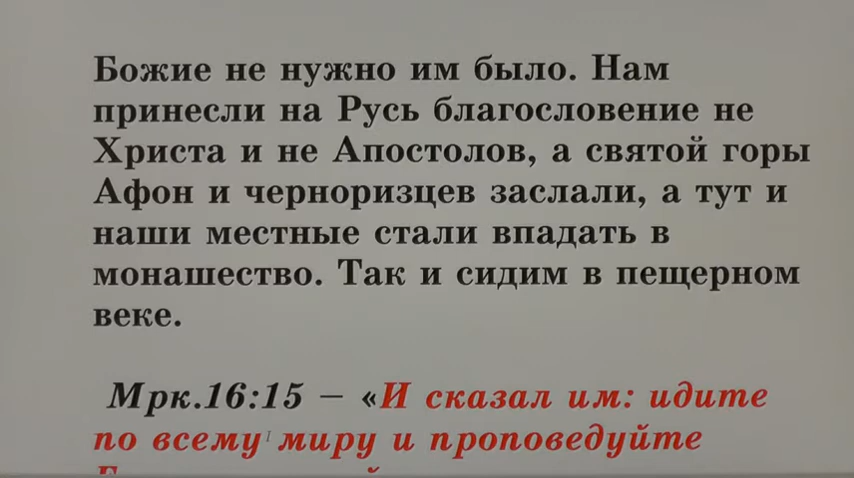 Божие не нужно им было. Нам
принесли на Русь благословение не
Христа и не Апостолов, а святой горы
Афон и черноризцев заслали, а тут и
наши местные стали впадать в
монашество. Так и сидим в пещерном
веке.
Мрк.16:15 – «И сказал им: идите
по всему миру и проповедуйте